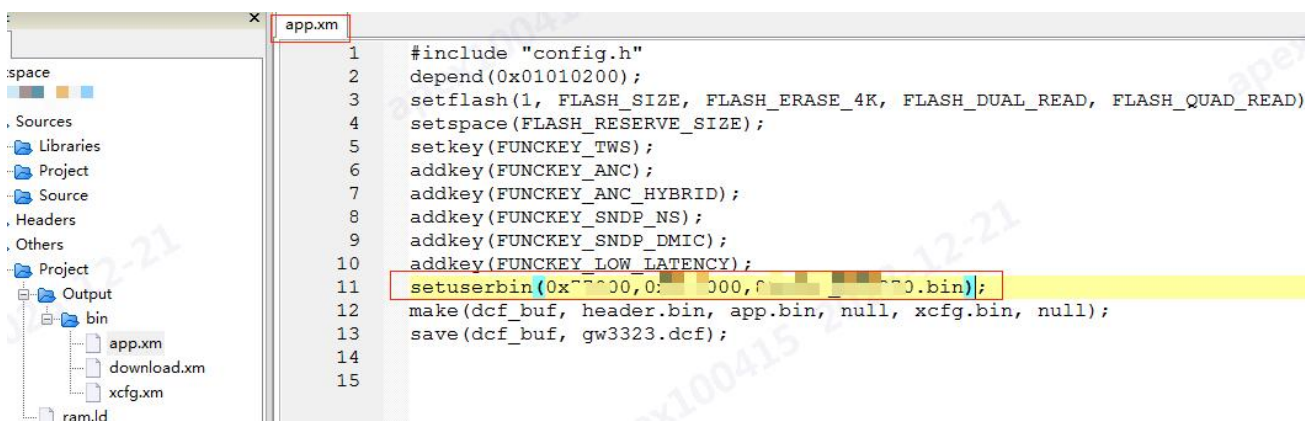 app.xm
space
Sources
Libraries
Project
Source
Headers
Others
Project
Output
bin
app.xm
download.xm
xcfg.xm
ram.ld
1 #include "config.h"
2 depend(0x01010200);
3 setflash(1, FLASH_SIZE, FLASH_ERASE_4K, FLASH_DUAL_READ, FLASH_QUAD_READ)
4 setspace(FLASH_RESERVE_SIZE);
5 setkey(FUNCKEY_TWS);
6 addkey(FUNCKEY_ANC);
7 addkey(FUNCKEY_ANC_HYBRID);
8 addkey(FUNCKEY_SNDP_NS);
9 addkey(FUNCKEY_SNDP_DMIC);
10 addkey(FUNCKEY_LOW_LATENCY);
11 setuserbin( .bin);
12 make(dcf_buf, header.bin, app.bin, null, xcfg.bin, null);
13 save(dcf_buf, gw3323.dcf);
14
15